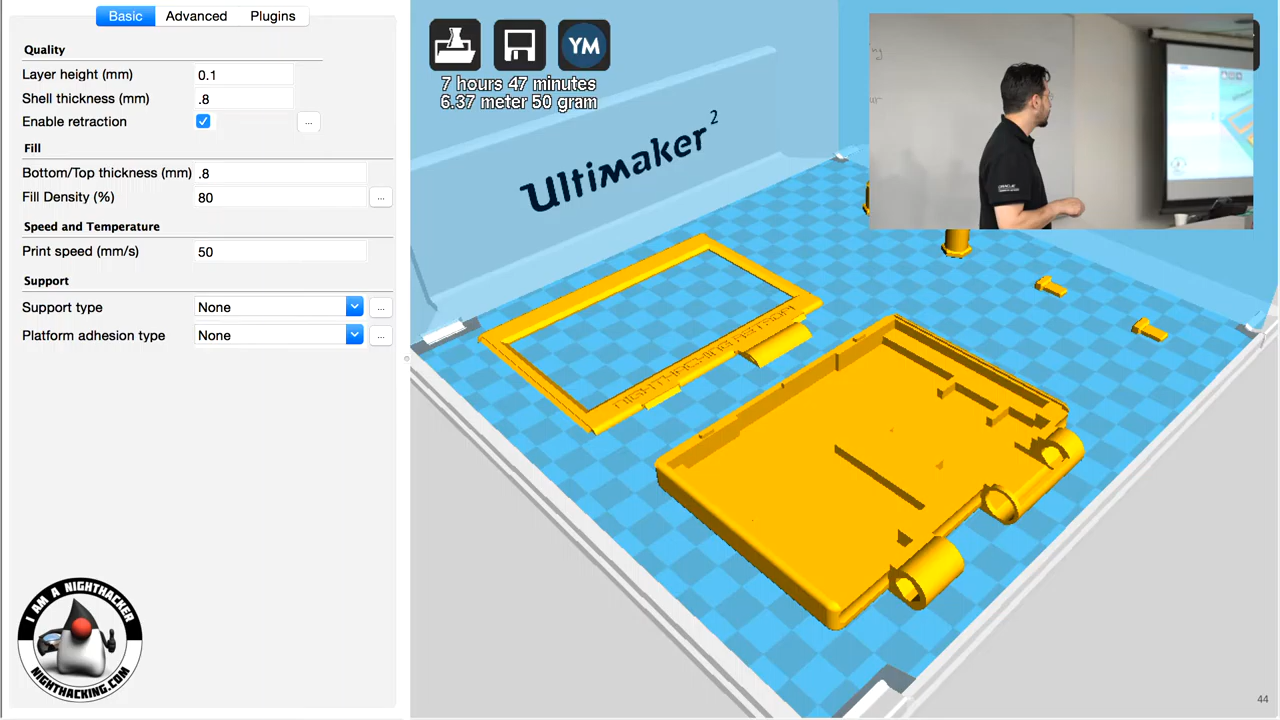 Basic Advanced Plugins
Quality
Layer height (mm) 0.1
Shell thickness (mm) .8
Enable retraction ...
Fill
Bottom/Top thickness (mm) .8
Fill Density (%) 80 ...
Speed and Temperature
Print speed (mm/s) 50
Support
Support type None ...
Platform adhesion type None ...
I AM A NIGHTHACKER
NIGHTHACKING.COM
YM
7 hours 47 minutes
6.37 meter 50 gram
Ultimaker2
ORACLE
44